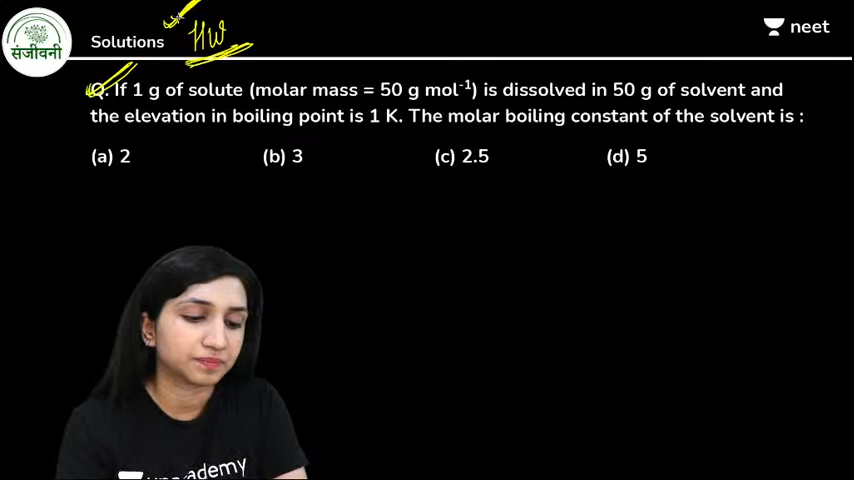 संजीवनी
Solutions HW
neet
Q. If 1 g of solute (molar mass = 50 g mol⁻¹) is dissolved in 50 g of solvent and
the elevation in boiling point is 1 K. The molar boiling constant of the solvent is :
(a) 2 (b) 3 (c) 2.5 (d) 5